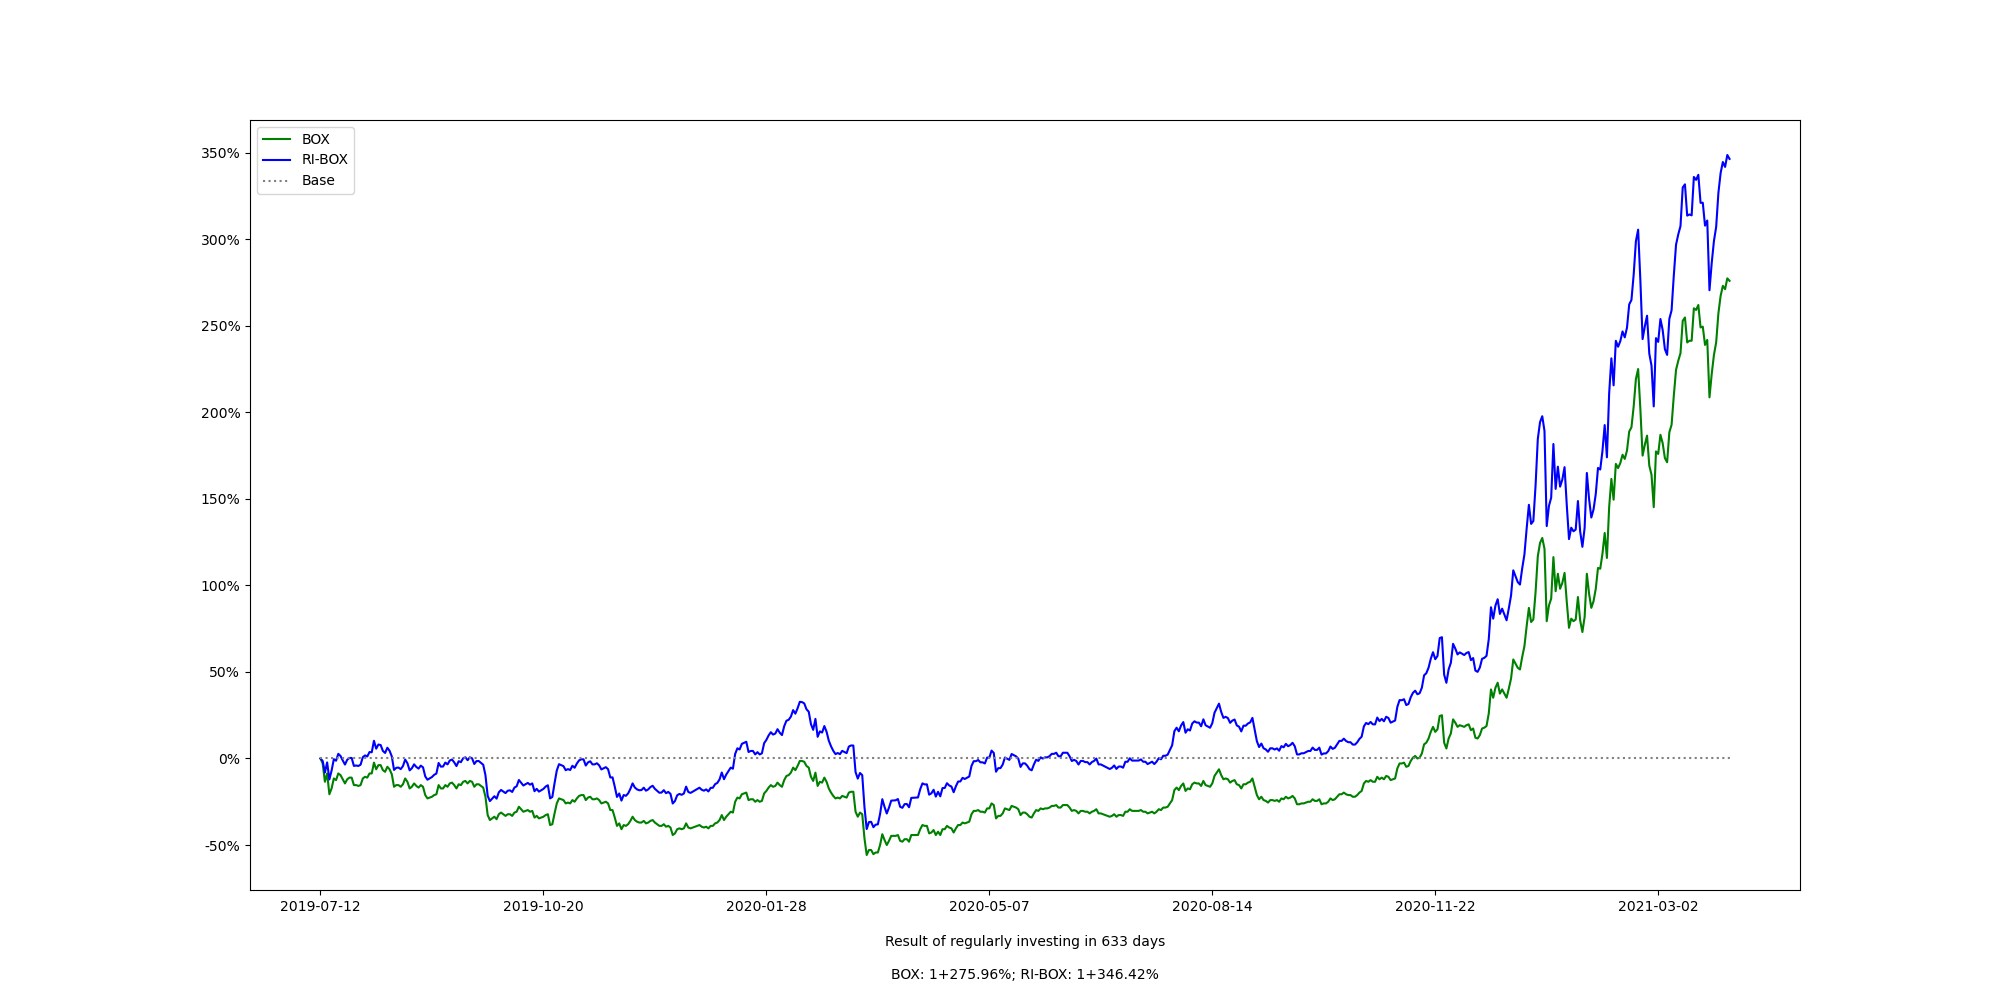 BOX
RI-BOX
Base
350%
300%
250%
200%
150%
100%
50%
0%
-50%
2019-07-12 2019-10-20 2020-01-28 2020-05-07 2020-08-14 2020-11-22 2021-03-02
Result of regularly investing in 633 days
BOX: 1+275.96%; RI-BOX: 1+346.42%